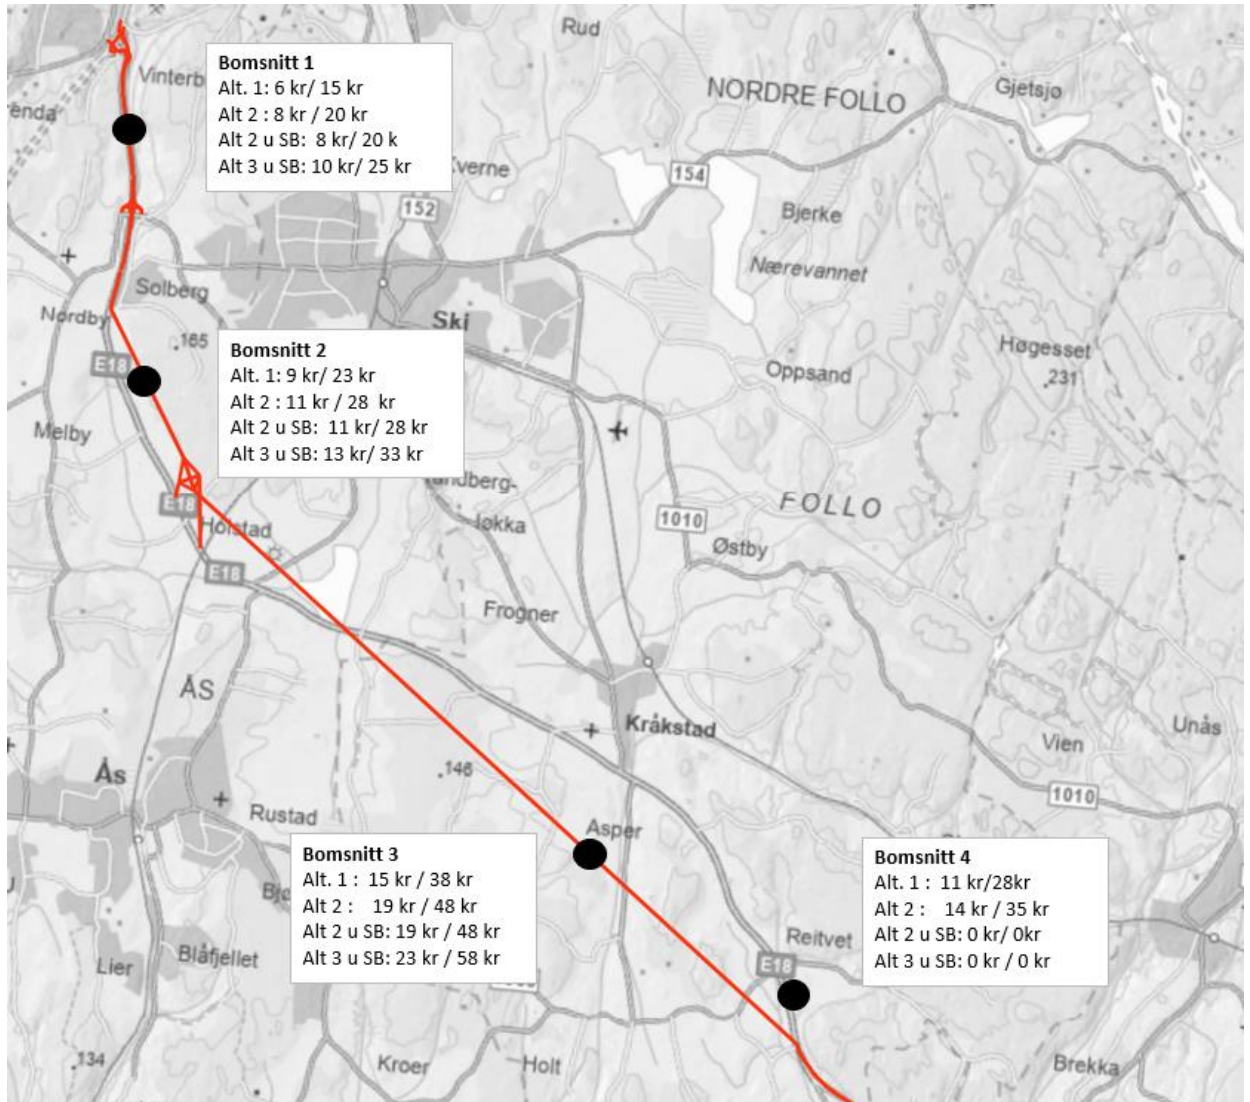 Rud
Bomsnitt 1
Alt. 1: 6 kr/ 15 kr
Alt 2 : 8 kr / 20 kr
Alt 2 u SB:  8 kr/ 20 k
Alt 3 u SB: 10 kr/ 25 kr
Vinterb
enda
NORDRE FOLLO
Gjetsjø
Kverne
154
152
Bjerke
Nærevannet
Solberg
Nordby
Ski
165
E18
Bomsnitt 2
Alt. 1: 9 kr/ 23 kr
Alt 2 : 11 kr / 28  kr
Alt 2 u SB:  11 kr/ 28 kr
Alt 3 u SB: 13 kr/ 33 kr
Høgesset
231
Oppsand
Melby
ndberg-
løkka
E18
Holstad
FOLLO
1010
Østby
E18
Frogner
ÅS
Kråkstad
Unås
Vien
146
Ås
1010
Rustad
Asper
Bomsnitt 3
Alt. 1 :  15 kr / 38 kr
Alt 2 :    19 kr / 48 kr
Alt 2 u SB: 19 kr / 48 kr
Alt 3 u SB: 23 kr / 58 kr
Bomsnitt 4
Alt. 1 :  11 kr/28kr
Alt 2 :   14 kr / 35 kr
Alt 2 u SB: 0 kr/ 0kr
Alt 3 u SB: 0 kr / 0 kr
Bjø
Blåfjellet
Lier
Reitvet
E18
134
Kroer
Holt
Brekka